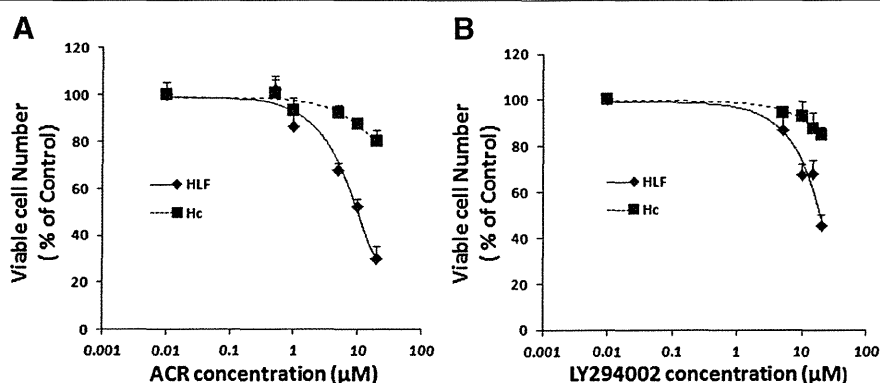 A
120
100
80
60
40
20
0
Viable cell Number
( % of Control)
HLF
Hc
0.001 0.01 0.1 1 10 100
ACR concentration (µM)
B
120
100
80
60
40
20
0
Viable cell Number
( % of Control)
HLF
Hc
0.001 0.01 0.1 1 10 100
LY294002 concentration (µM)